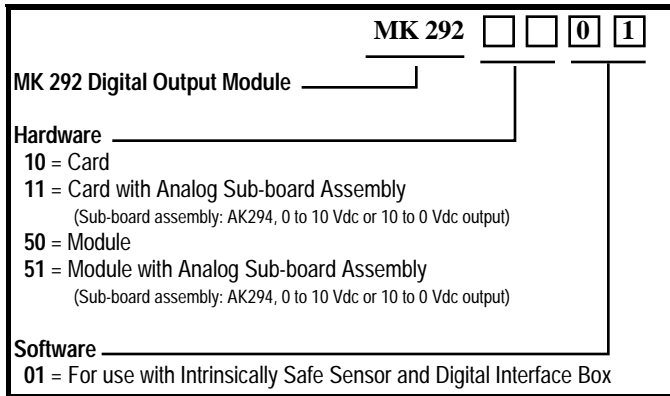 MK 292 0 1
MK 292 Digital Output Module
Hardware
10 = Card
11 = Card with Analog Sub-board Assembly
(Sub-board assembly: AK294, 0 to 10 Vdc or 10 to 0 Vdc output)
50 = Module
51 = Module with Analog Sub-board Assembly
(Sub-board assembly: AK294, 0 to 10 Vdc or 10 to 0 Vdc output)
Software
01 = For use with Intrinsically Safe Sensor and Digital Interface Box